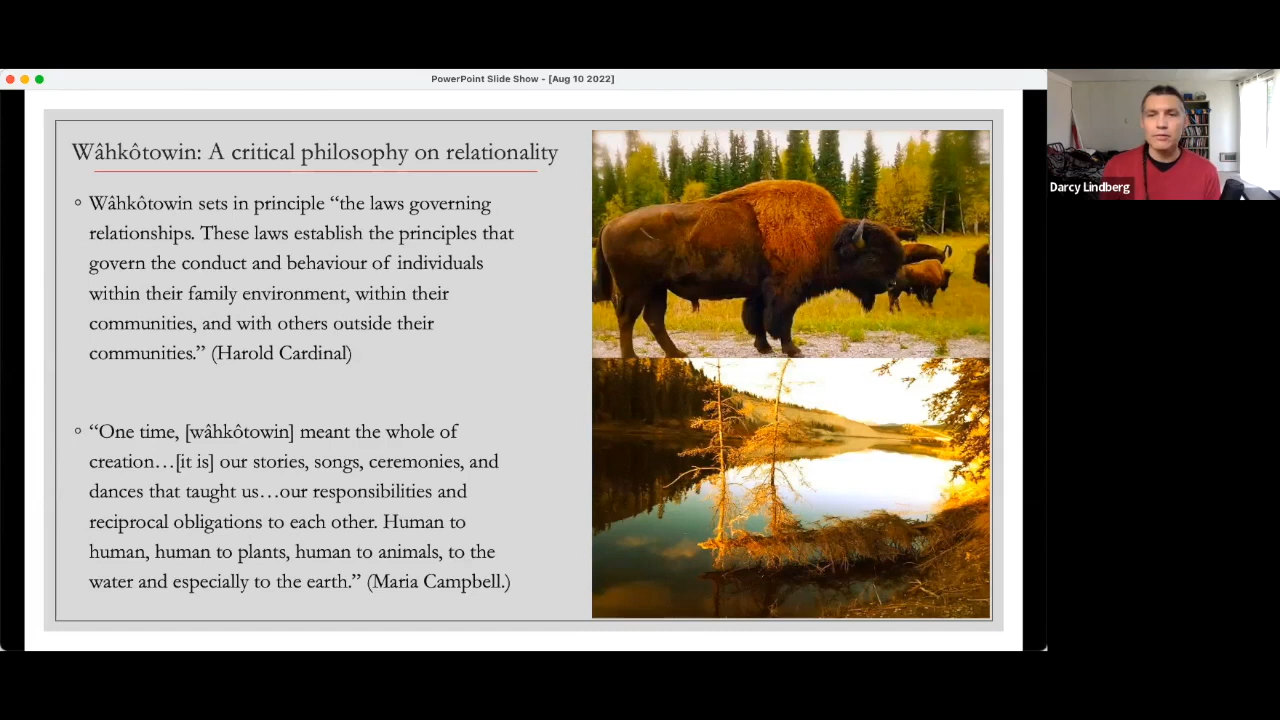 PowerPoint Slide Show - [Aug 10 2022]
Wâhkôtowin: A critical philosophy on relationality
◦ Wâhkôtowin sets in principle “the laws governing
relationships. These laws establish the principles that
govern the conduct and behaviour of individuals
within their family environment, within their
communities, and with others outside their
communities.” (Harold Cardinal)
◦ “One time, [wâhkôtowin] meant the whole of
creation…[it is] our stories, songs, ceremonies, and
dances that taught us…our responsibilities and
reciprocal obligations to each other. Human to
human, human to plants, human to animals, to the
water and especially to the earth.” (Maria Campbell.)
Darcy Lindberg